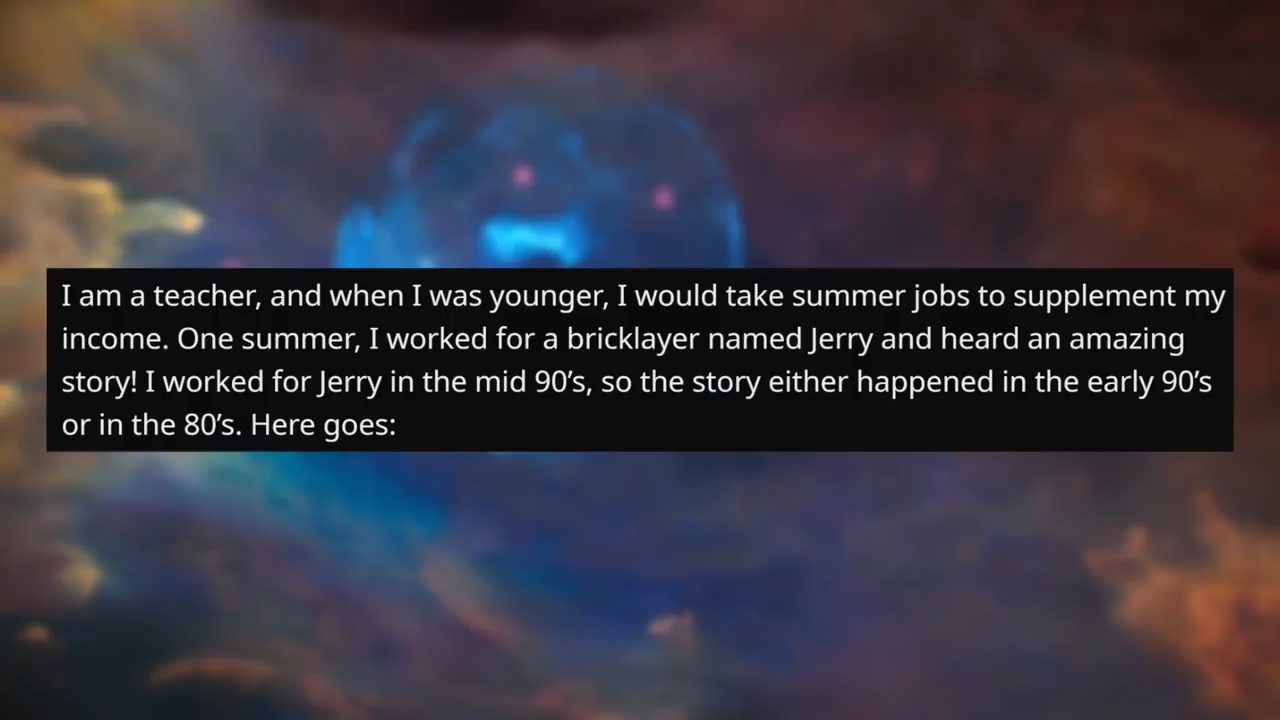 I am a teacher, and when I was younger, I would take summer jobs to supplement my
income. One summer, I worked for a bricklayer named Jerry and heard an amazing
story! I worked for Jerry in the mid 90’s, so the story either happened in the early 90’s
or in the 80’s. Here goes: